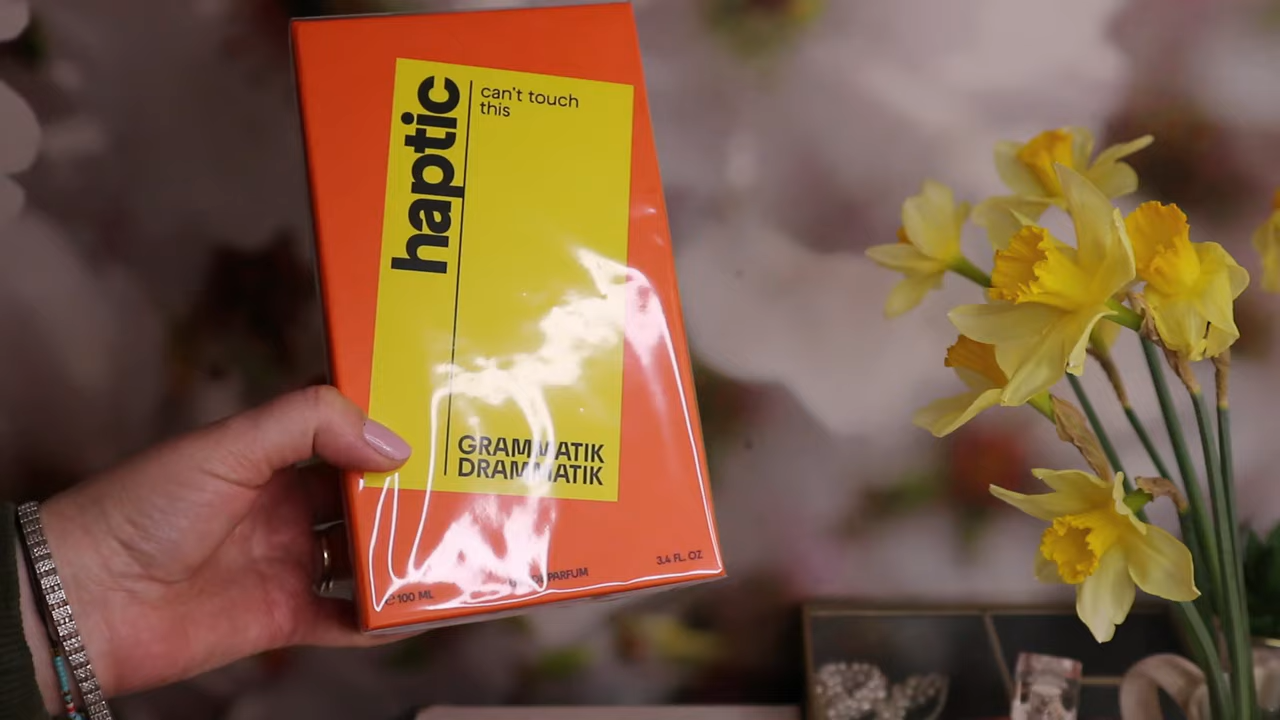 haptic
can't touch
this
GRAMMATIK
DRAMMATIK
PARFUM
3.4 FL. OZ
℮ 100 ML